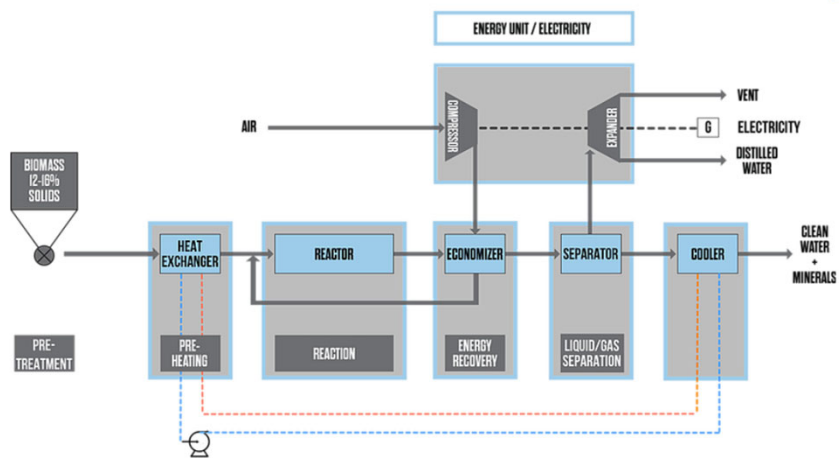 ENERGY UNIT / ELECTRICITY
COMPRESSOR
EXPANDER
VENT
AIR
G
ELECTRICITY
DISTILLED
WATER
BIOMASS
12-16%
SOLIDS
HEAT
EXCHANGER
REACTOR
ECONOMIZER
SEPARATOR
COOLER
CLEAN
WATER
+
MINERALS
PRE-
TREATMENT
PRE-
HEATING
REACTION
ENERGY
RECOVERY
LIQUID/GAS
SEPARATION